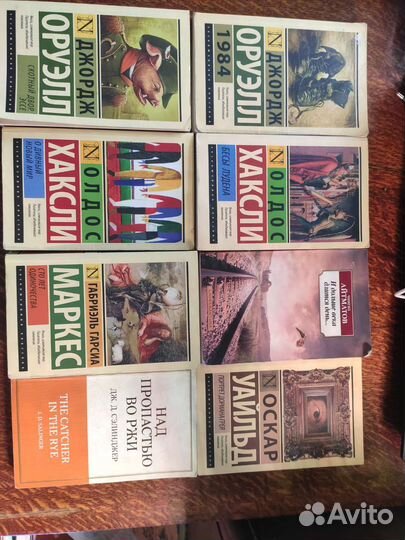 ДЖОРДЖ
ОРУЭЛЛ
СКОТНЫЙ ДВОР
ЭССЕ
ДЖОРДЖ
ОРУЭЛЛ
1984
ОЛДОС
ХАКСЛИ
О ДИВНЫЙ
НОВЫЙ МИР
ОЛДОС
ХАКСЛИ
БЕСЫ ЛУДЕНА
ГАБРИЭЛЬ ГАРСИА
МАРКЕС
СТО ЛЕТ
ОДИНОЧЕСТВА
АЙТМАТОВ
И дольше века
длится день...
НАД
ПРОПАСТЬЮ
ВО РЖИ
ДЖ. Д. СЭЛИНДЖЕР
THE CATCHER
IN THE RYE
J. D. SALINGER
ОСКАР
УАЙЛЬД
ПОРТРЕТ ДОРИАНА ГРЕЯ
Avito